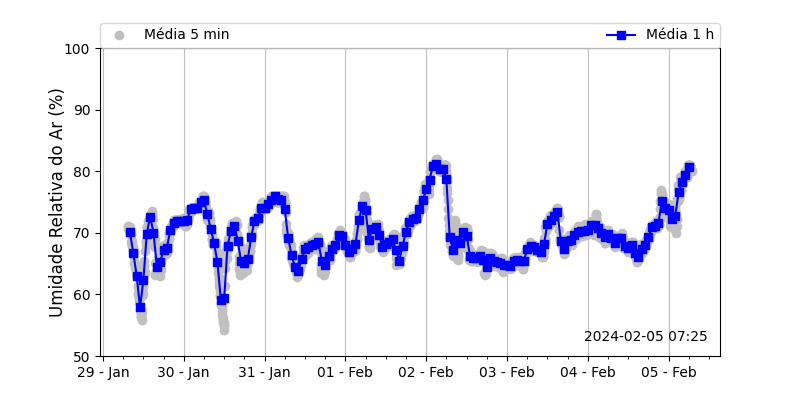 Média 5 min
Média 1 h
Umidade Relativa do Ar (%)
100
90
80
70
60
50
2024-02-05 07:25
29 - Jan
30 - Jan
31 - Jan
01 - Feb
02 - Feb
03 - Feb
04 - Feb
05 - Feb